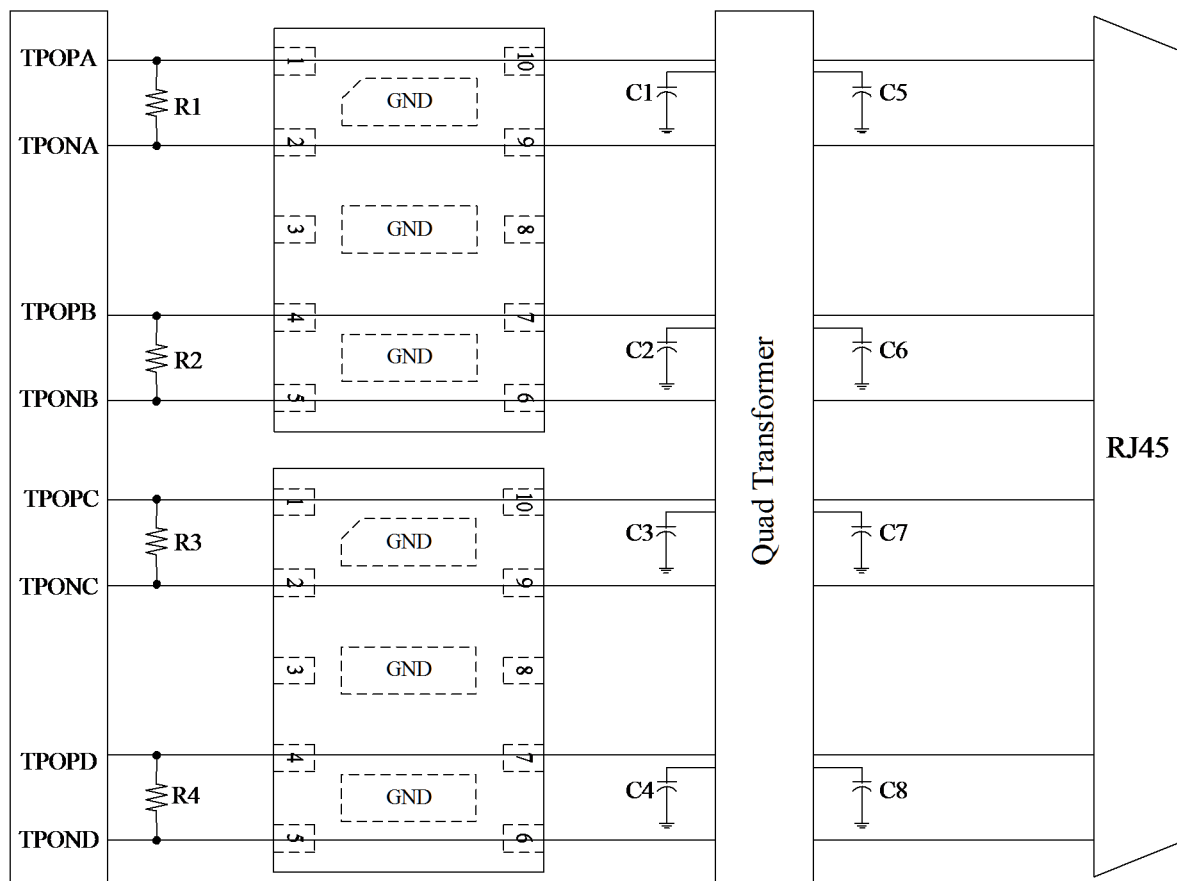 TPOPA
R1
TPONA
1
10
GND
2
9
3
GND
8
C1
C5
TPOPB
R2
TPONB
4
7
GND
5
6
C2
C6
Quad Transformer
RJ45
TPOPC
R3
TPONC
1
10
GND
2
9
3
GND
8
C3
C7
TPOPD
R4
TPOND
4
7
GND
5
6
C4
C8